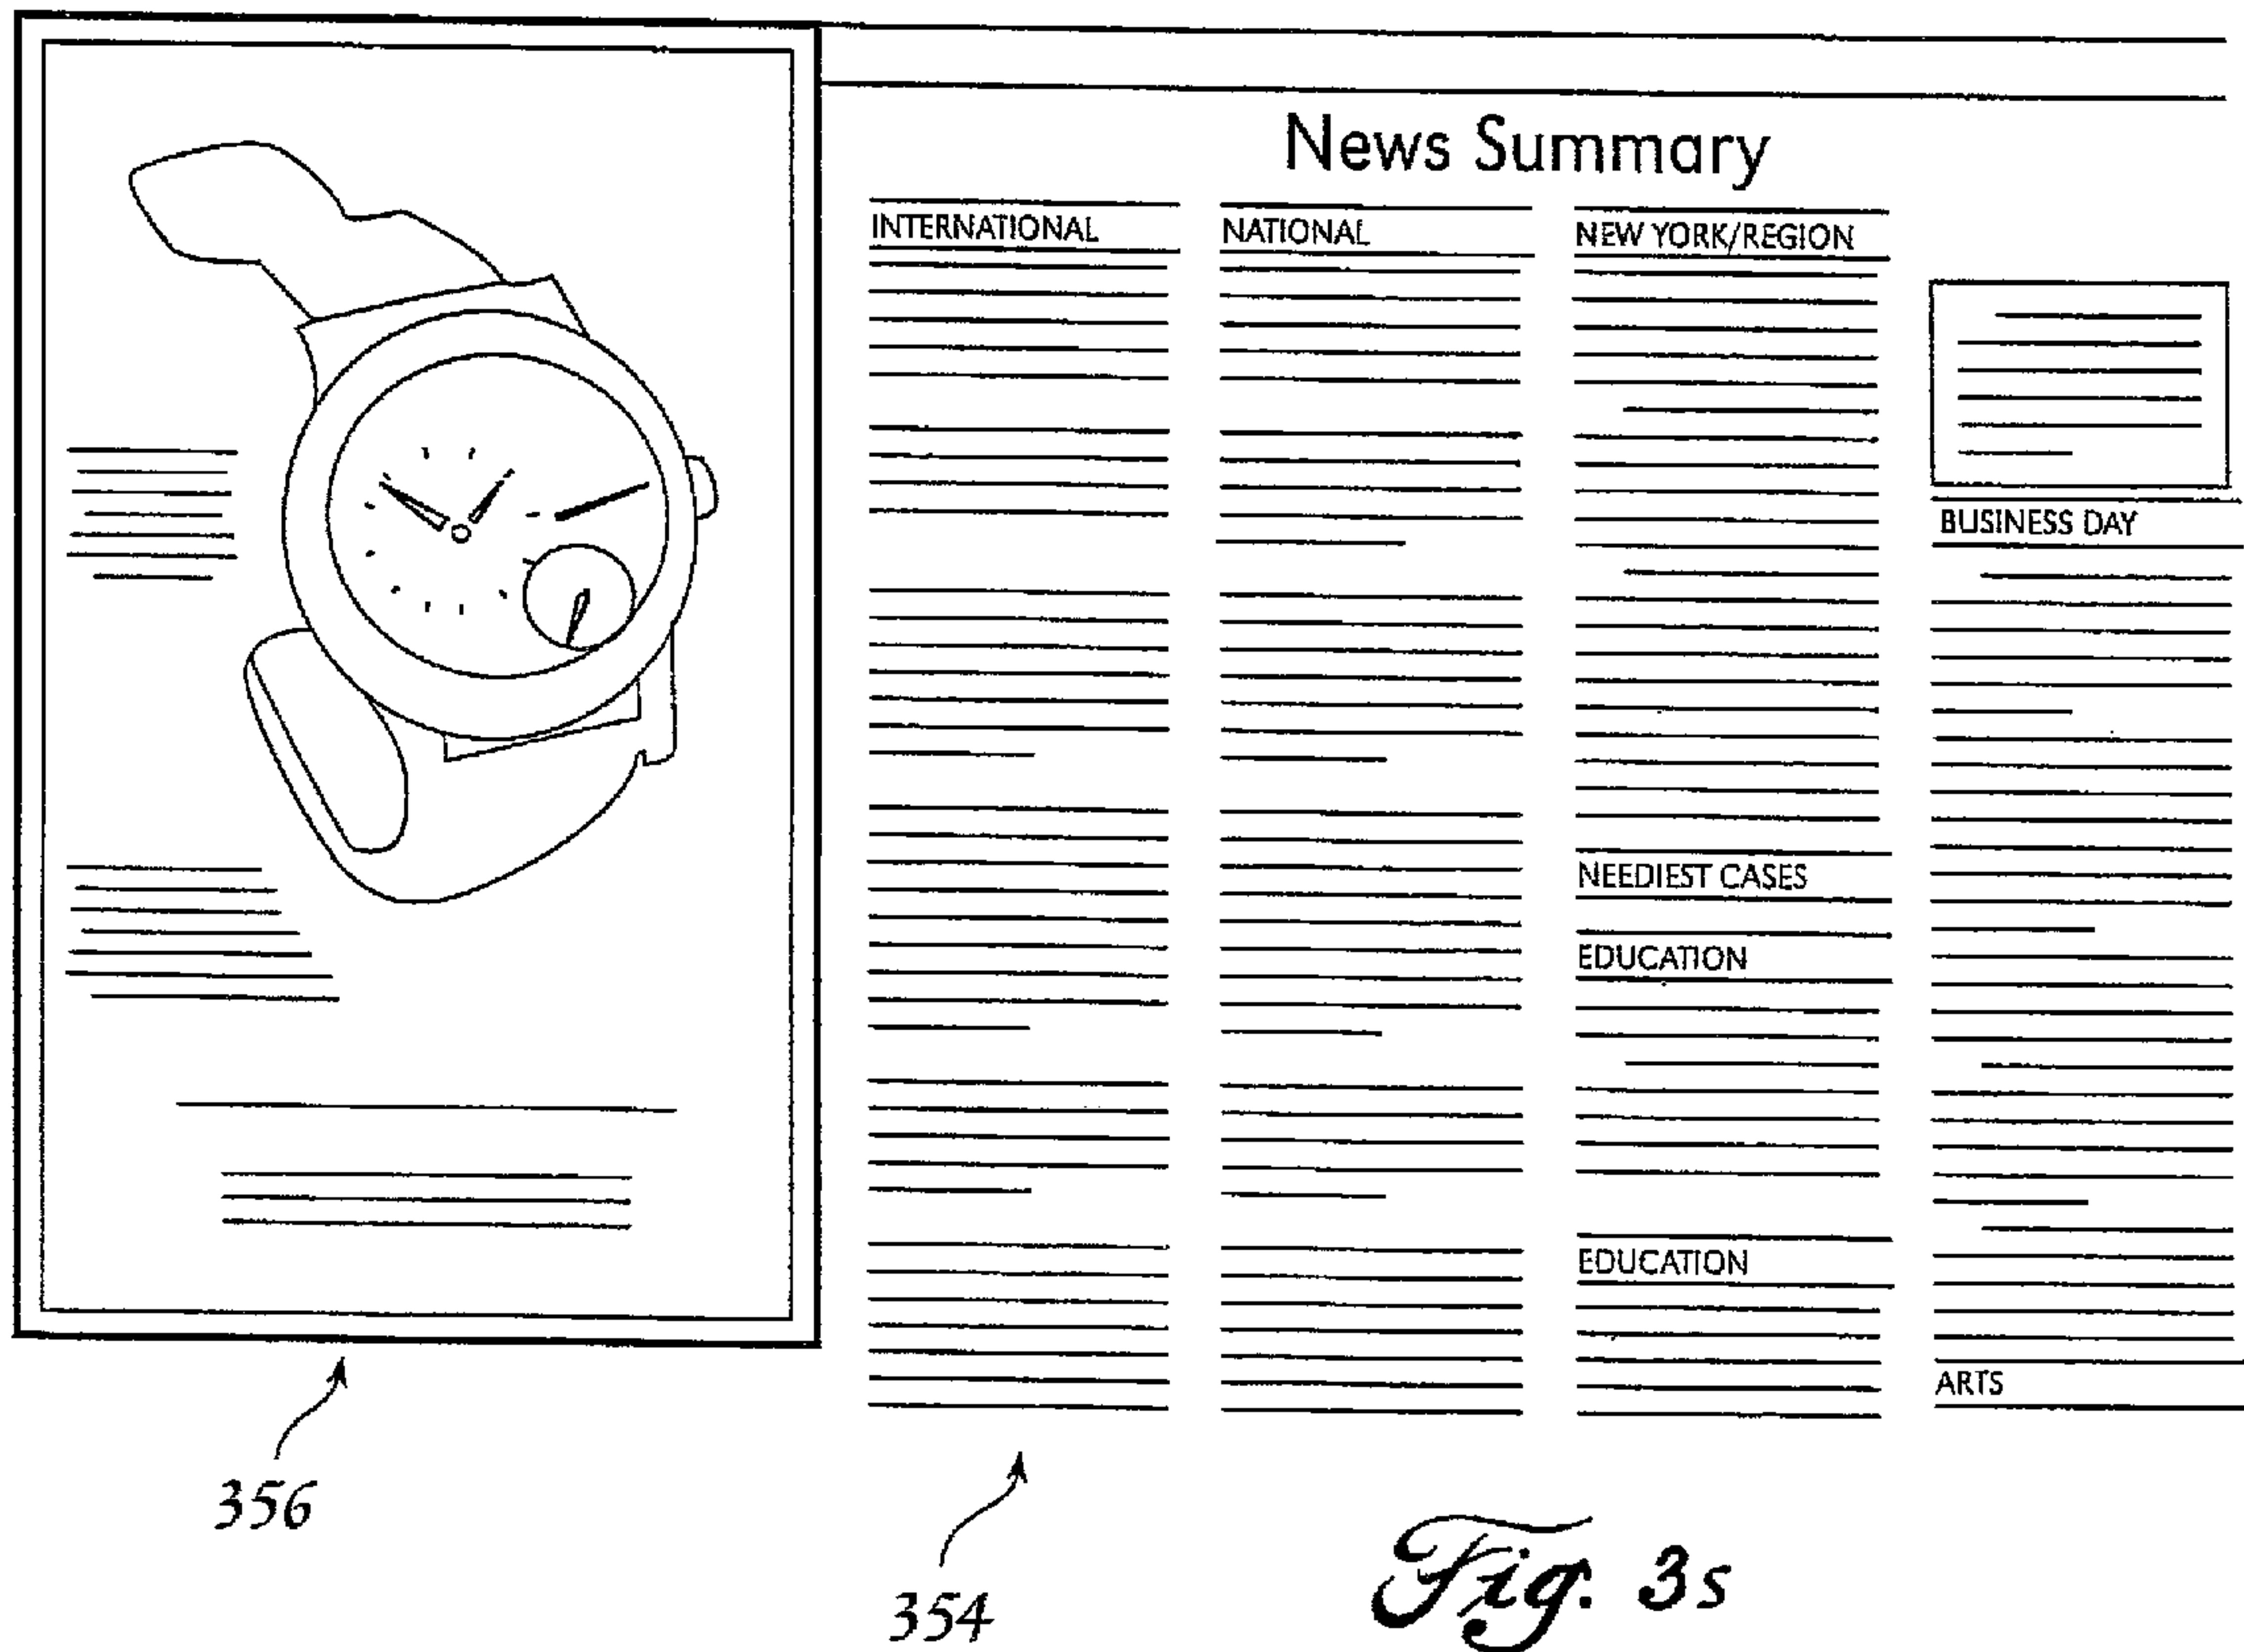 News Summary
INTERNATIONAL
NATIONAL
NEW YORK/REGION
NEEDIEST CASES
EDUCATION
EDUCATION
BUSINESS DAY
ARTS
356
354
Fig. 3s